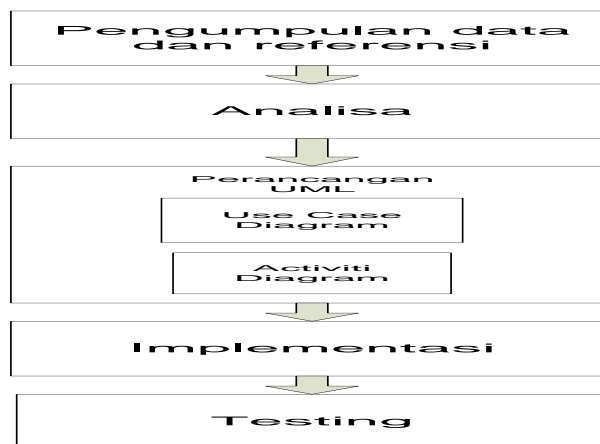 Pengumpulan data
dan referensi
Analisa
Perancangan
UML
Use Case
Diagram
Activiti
Diagram
Implementasi
Testing